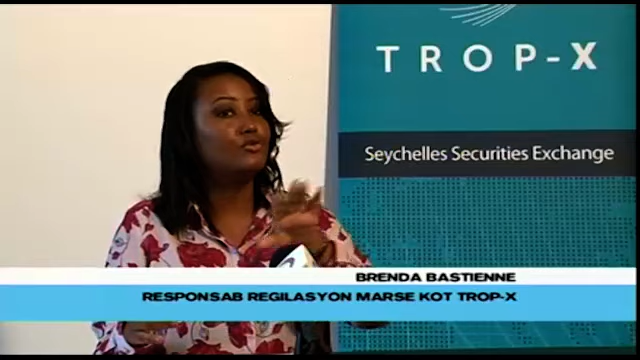 TROP-X
Seychelles Securities Exchange
BRENDA BASTIENNE
RESPONSAB REGILASYON MARSE KOT TROP-X